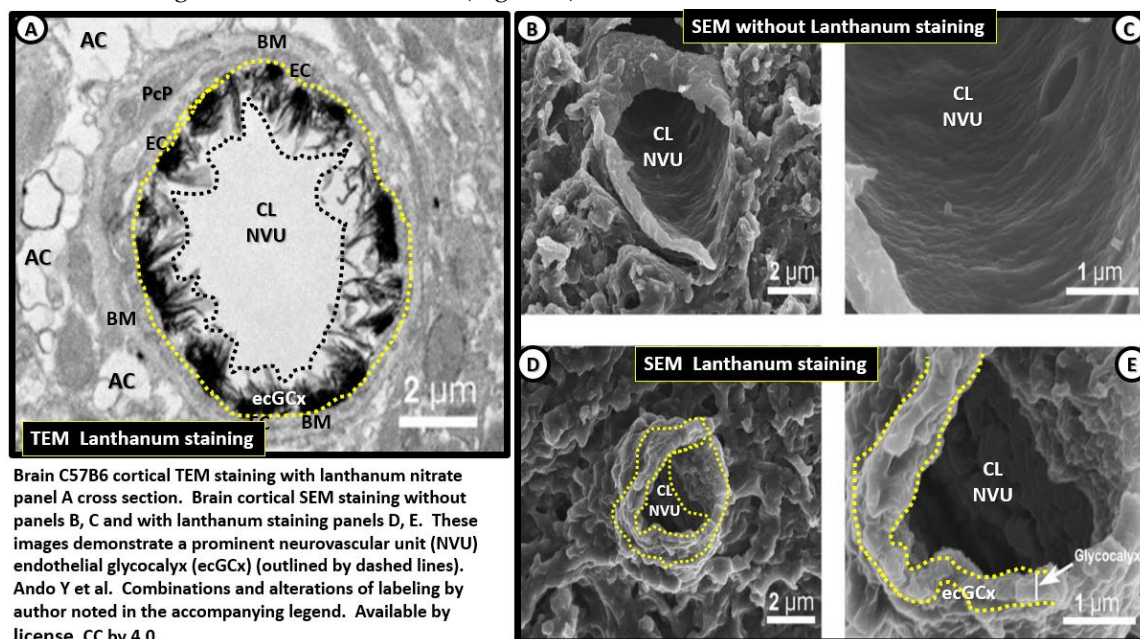 A
AC
BM
EC
PcP
EC
CL
NVU
AC
BM
AC
ecGCx
BM
2 μm
TEM Lanthanum staining
Brain C57B6 cortical TEM staining with lanthanum nitrate
panel A cross section. Brain cortical SEM staining without
panels B, C and with lanthanum staining panels D, E. These
images demonstrate a prominent neurovascular unit (NVU)
endothelial glycocalyx (ecGCx) (outlined by dashed lines).
Ando Y et al. Combinations and alterations of labeling by
author noted in the accompanying legend. Available by
license CC by 4.0
SEM without Lanthanum staining
B
CL
NVU
2 μm
C
CL
NVU
1 μm
SEM Lanthanum staining
D
CL
NVU
2 μm
E
CL
NVU
Glycocalyx
ecGCx
1 μm